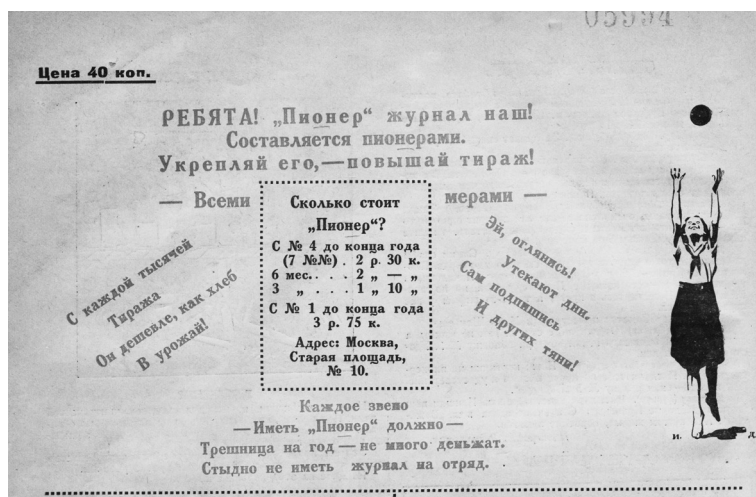 05994
Цена 40 коп.
РЕБЯТА! „Пионер“ журнал наш!
Составляется пионерами.
Укрепляй его,—повышай тираж!
— Всеми мерами —
С каждой тысячей
Тиража
Он дешевле, как хлеб
В урожай!
Сколько стоит
„Пионер“?
С № 4 до конца года
(7 №№) . 2 р. 30 к.
6 мес. . . . 2 „ — „
3 „ . . . 1 „ 10 „
С № 1 до конца года
3 р. 75 к.
Адрес: Москва,
Старая площадь,
№ 10.
Эй, оглянись!
Утекают дни.
Сам подпишись
И других тяни!
Каждое звено
—Иметь „Пионер“ должно—
Трешница на год — не много деньжат.
Стыдно не иметь журнал на отряд.
И. Д.